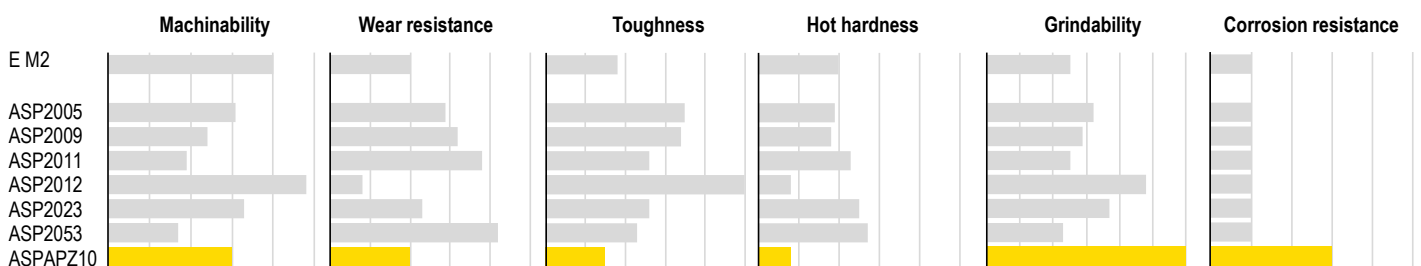 Machinability Wear resistance Toughness Hot hardness Grindability Corrosion resistance
E M2
ASP2005
ASP2009
ASP2011
ASP2012
ASP2023
ASP2053
ASPAPZ10